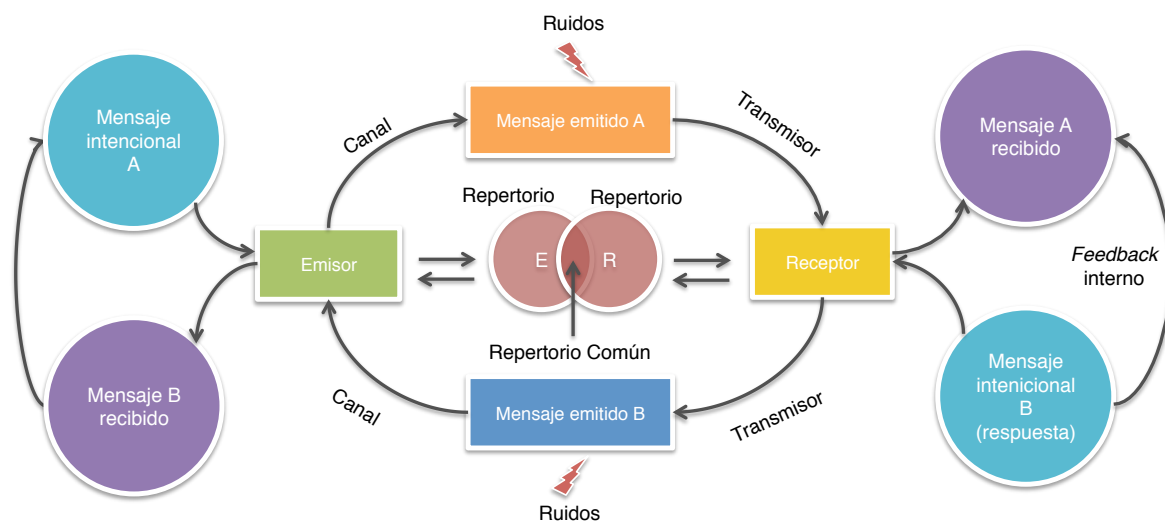 Ruidos
Mensaje
intencional
A
Canal
Mensaje emitido A
Transmisor
Mensaje A
recibido
Repertorio
Repertorio
Emisor
E
R
Receptor
Feedback
interno
Repertorio Común
Mensaje B
recibido
Canal
Mensaje emitido B
Transmisor
Mensaje
intenicional
B
(respuesta)
Ruidos